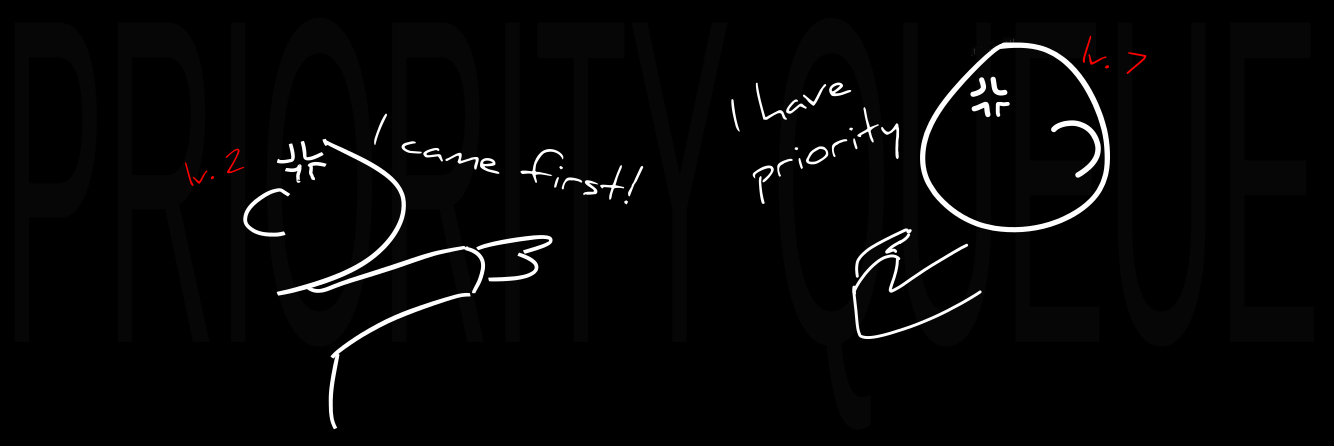 PRIORITY QUEUE
lv. 2
I came first!
I have
priority
lv. 7